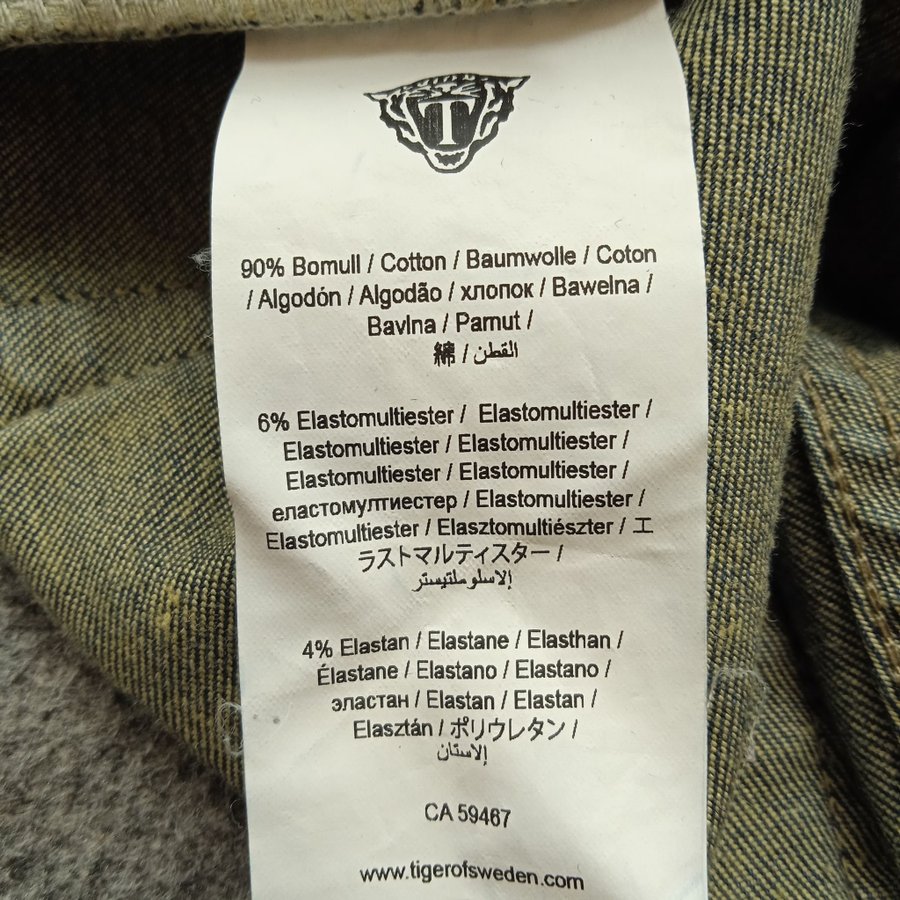 T
90% Bomull / Cotton / Baumwolle / Coton
/ Algodón / Algodão / хлопок / Bawelna /
Bavlna / Pamut /
綿 / القطن
6% Elastomultiester / Elastomultiester /
Elastomultiester / Elastomultiester /
Elastomultiester / Elastomultiester /
еластомултиестер / Elastomultiester /
Elastomultiester / Elasztomultiészter / エ
ラストマルティスター /
إلاسلوملتيستر
4% Elastan / Elastane / Elasthan /
Élastane / Elastano / Elastano /
эластан / Elastan / Elastan /
Elasztán / ポリウレタン /
إلاستان
CA 59467
www.tigerofsweden.com